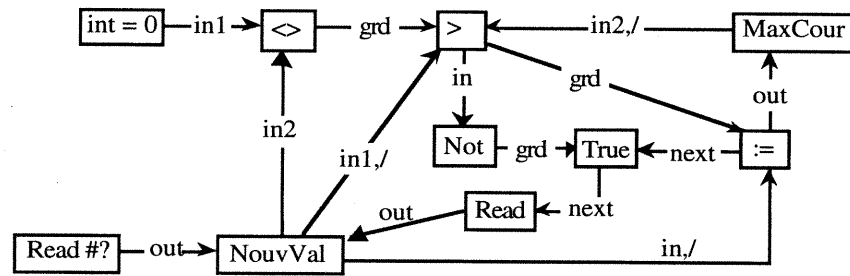 int = 0 in1 <> grd > in2,/ MaxCour
in grd out
in2 in1,/ Not grd True next :=
out Read next
Read #? out NouvVal in,/